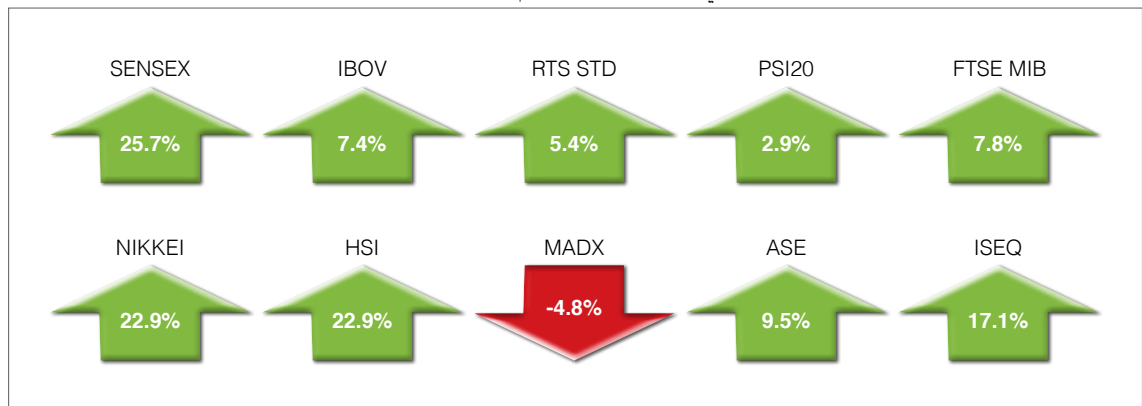 SENSEX IBOV RTS STD PSI20 FTSE MIB
25.7% 7.4% 5.4% 2.9% 7.8%
NIKKEI HSI MADX ASE ISEQ
22.9% 22.9% -4.8% 9.5% 17.1%